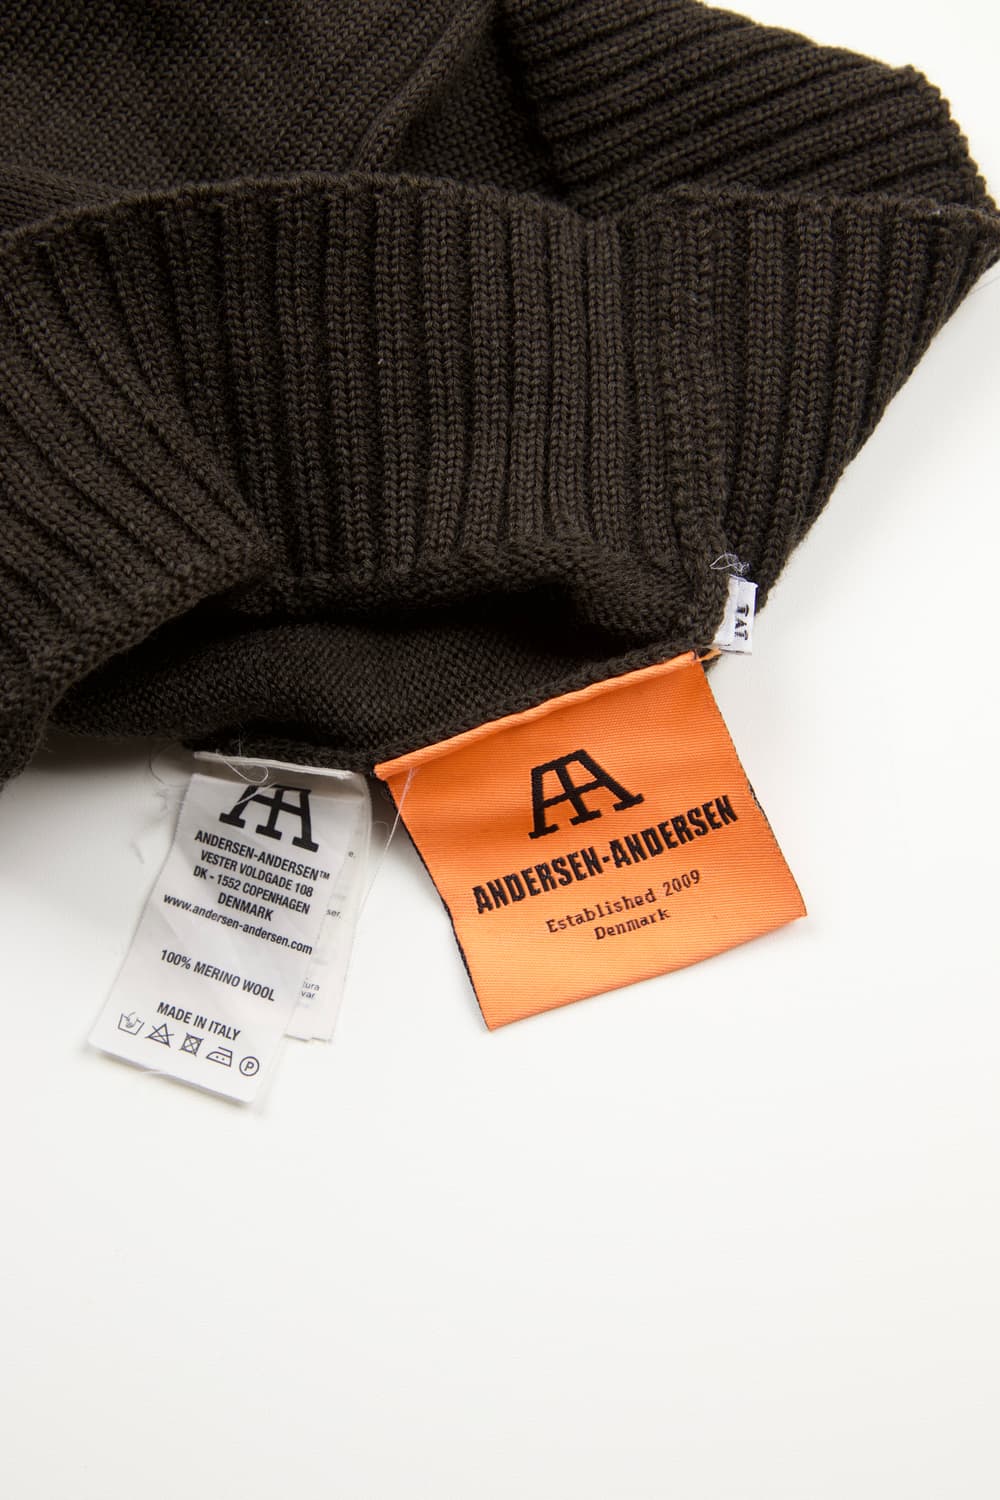 AA
ANDERSEN-ANDERSEN™
VESTER VOLDGADE 108
DK - 1552 COPENHAGEN
DENMARK
www.andersen-andersen.com
100% MERINO WOOL
MADE IN ITALY
P
AA
ANDERSEN-ANDERSEN
Established 2009
Denmark